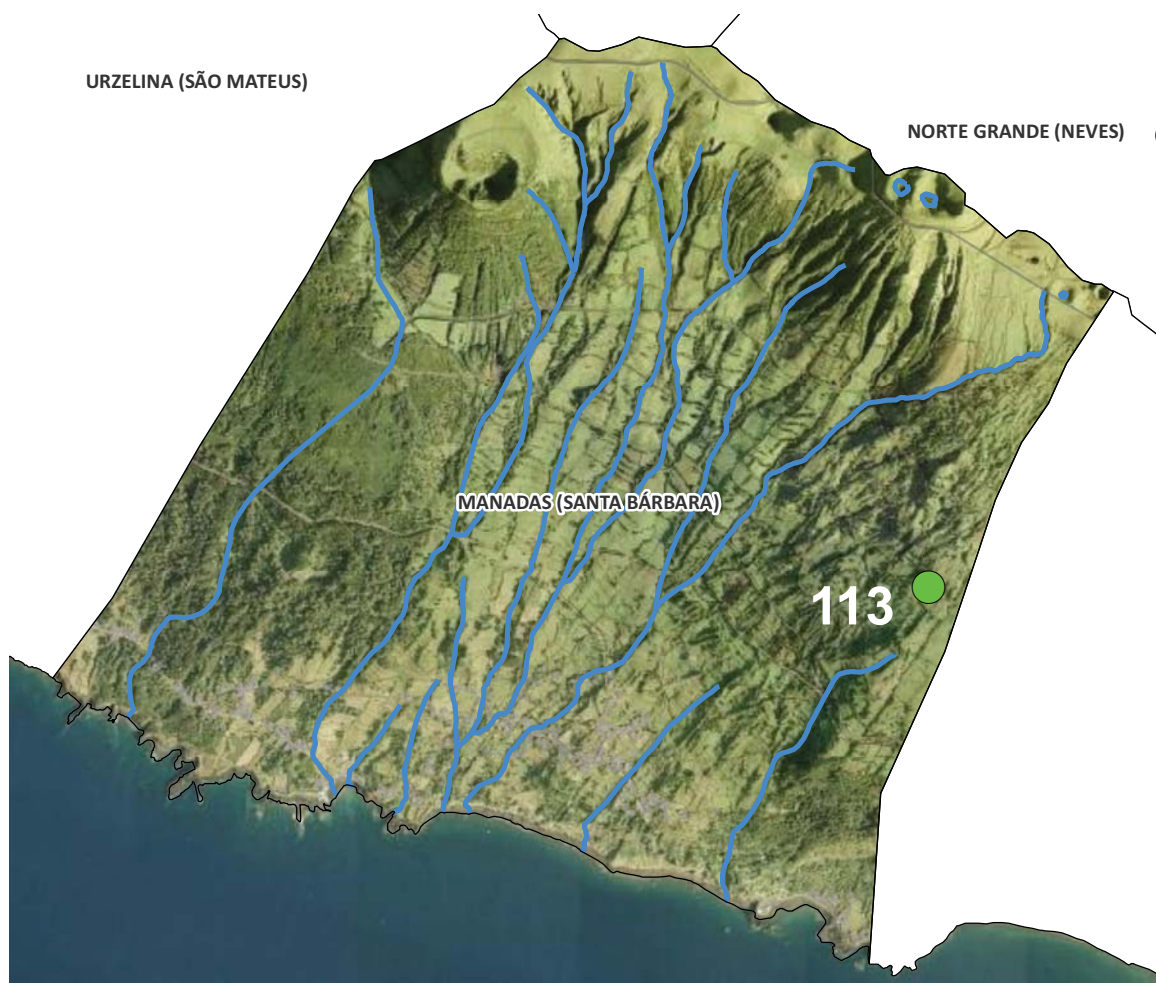 URZELINA (SÃO MATEUS)
NORTE GRANDE (NEVES)
MANADAS (SANTA BÁRBARA)
113